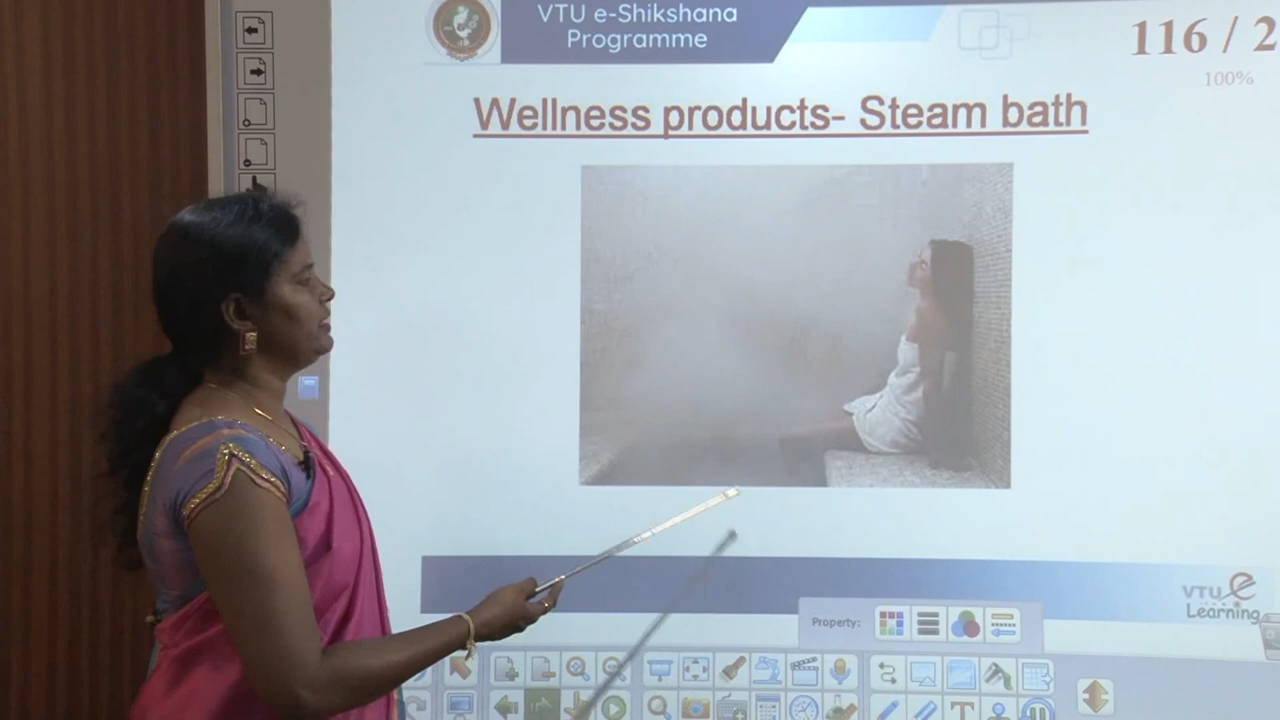 VTU e-Shikshana
Programme
116 / 2
100%
Wellness products- Steam bath
VTU e
Learning
Property:
T